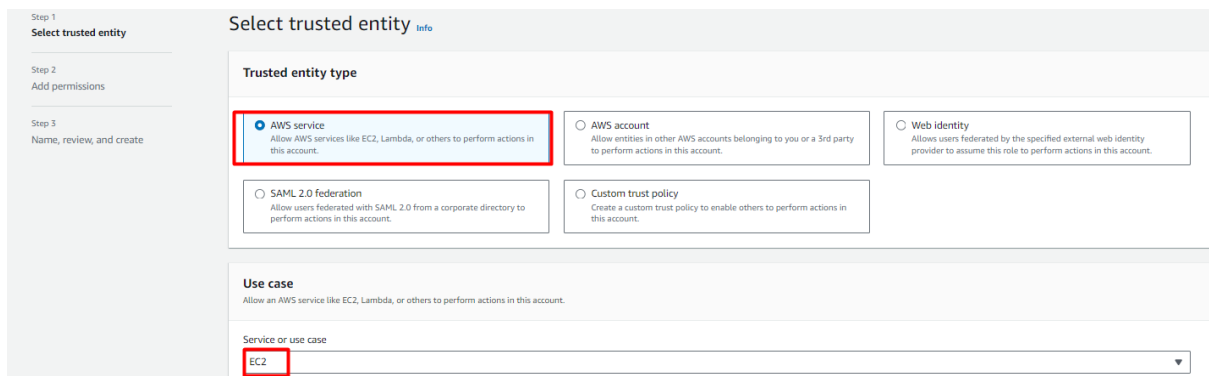 Step 1
Select trusted entity
Step 2
Add permissions
Step 3
Name, review, and create
Select trusted entity Info
Trusted entity type
AWS service
Allow AWS services like EC2, Lambda, or others to perform actions in
this account.
AWS account
Allow entities in other AWS accounts belonging to you or a 3rd party
to perform actions in this account.
Web identity
Allows users federated by the specified external web identity
provider to assume this role to perform actions in this account.
SAML 2.0 federation
Allow users federated with SAML 2.0 from a corporate directory to
perform actions in this account.
Custom trust policy
Create a custom trust policy to enable others to perform actions in
this account.
Use case
Allow an AWS service like EC2, Lambda, or others to perform actions in this account.
Service or use case
EC2